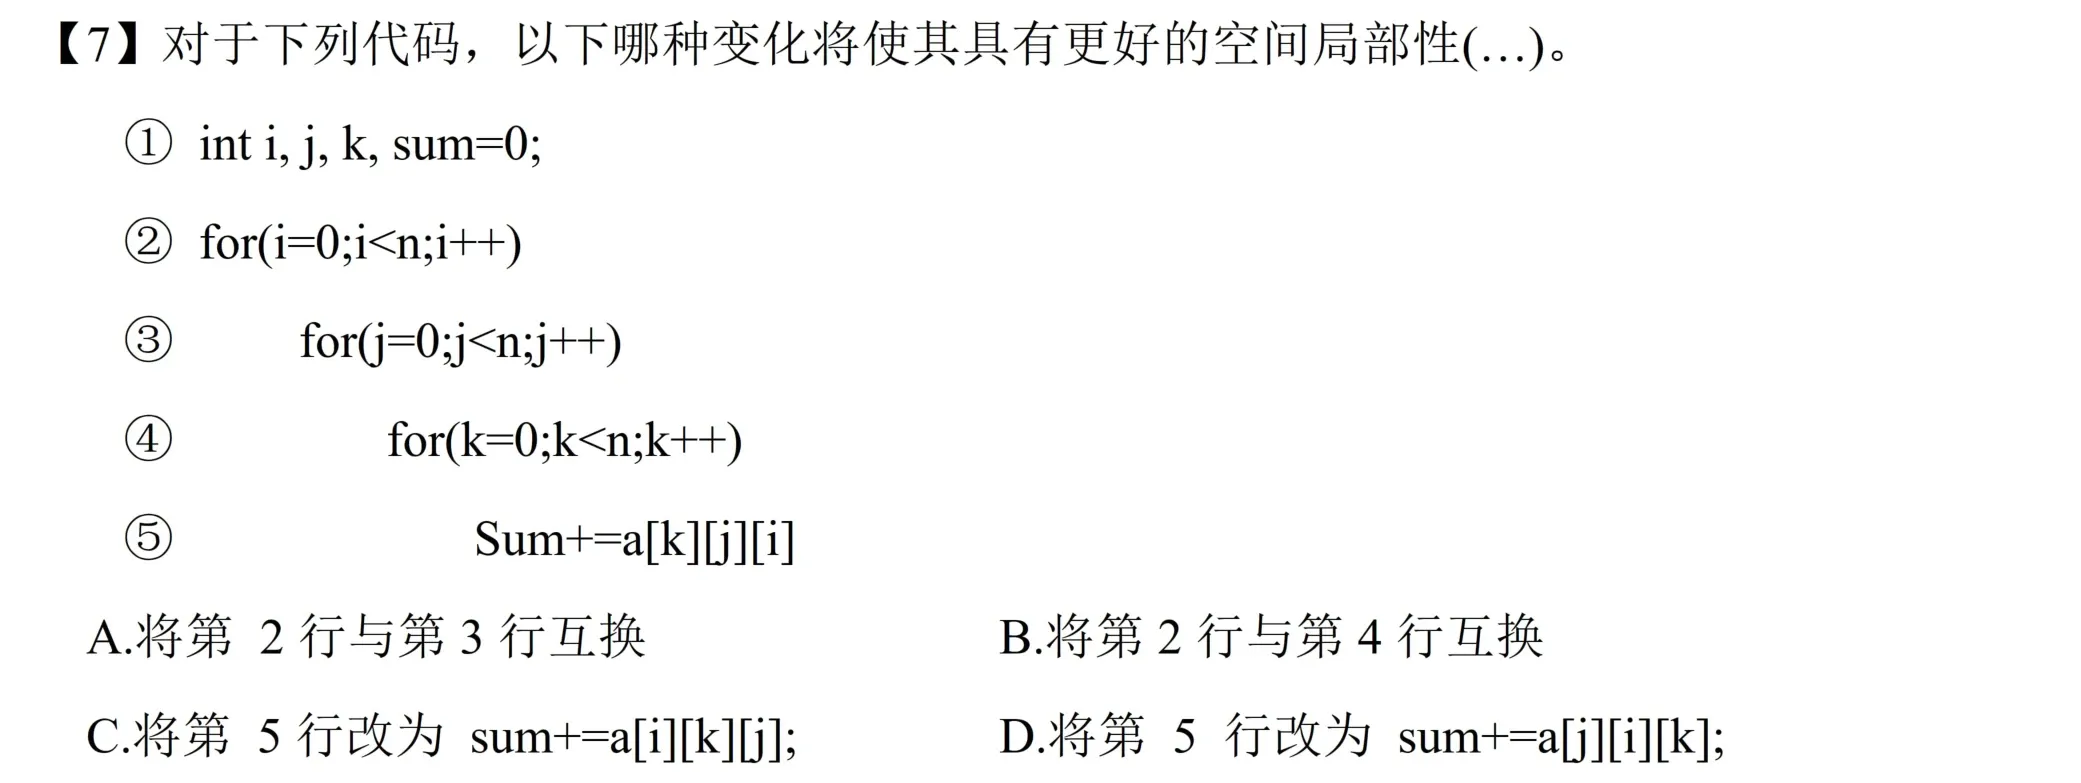 【7】对于下列代码，以下哪种变化将使其具有更好的空间局部性(…)。
① int i, j, k, sum=0;
② for(i=0;i<n;i++)
③ for(j=0;j<n;j++)
④ for(k=0;k<n;k++)
⑤ Sum+=a[k][j][i]
A.将第 2 行与第 3 行互换 B.将第 2 行与第 4 行互换
C.将第 5 行改为 sum+=a[i][k][j]; D.将第 5 行改为 sum+=a[j][i][k];